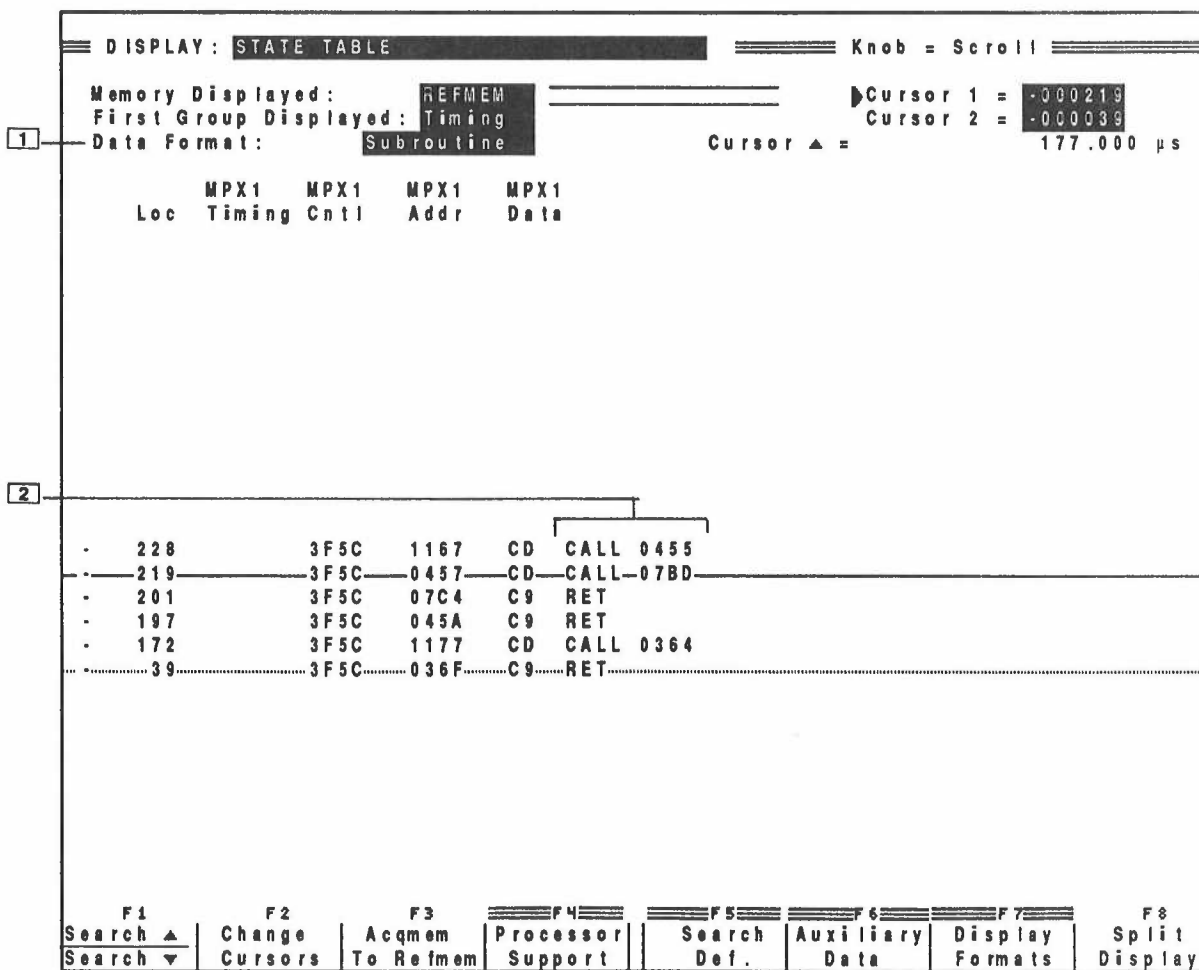 DISPLAY: STATE TABLE Knob = Scroll
Memory Displayed: REFMEM Cursor 1 = -000219
First Group Displayed: Timing Cursor 2 = -000039
1 Data Format: Subroutine Cursor ▲ = 177.000 µs
MPX1 MPX1 MPX1 MPX1
Loc Timing Cntl Addr Data
2
- 228 3F5C 1167 CD CALL 0455
- 219 3F5C 0457 CD CALL 07BD
- 201 3F5C 07C4 C9 RET
- 197 3F5C 045A C9 RET
- 172 3F5C 1177 CD CALL 0364
- 39 3F5C 036F C9 RET
F1 F2 F3 F4 F5 F6 F7 F8
Search ▲ Change Acqmem Processor Search Auxiliary Display Split
Search ▼ Cursors To Refmem Support Def. Data Formats Display